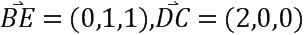 $\vec{BE} = (0,1,1), \vec{DC} = (2,0,0)$